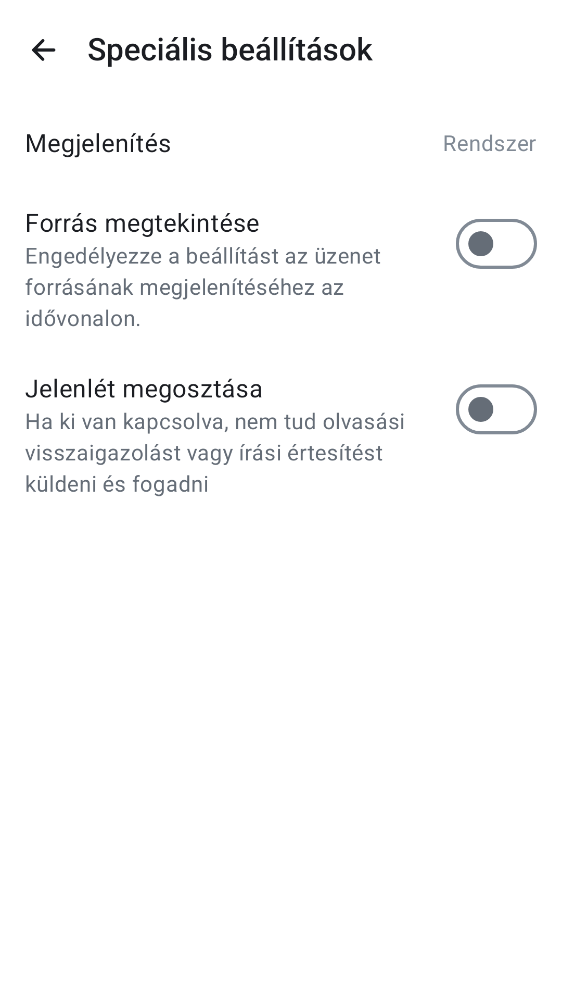 Speciális beállítások
Megjelenítés Rendszer
Forrás megtekintése
Engedélyezze a beállítást az üzenet
forrásának megjelenítéséhez az
idővonalon.
Jelenlét megosztása
Ha ki van kapcsolva, nem tud olvasási
visszaigazolást vagy írási értesítést
küldeni és fogadni